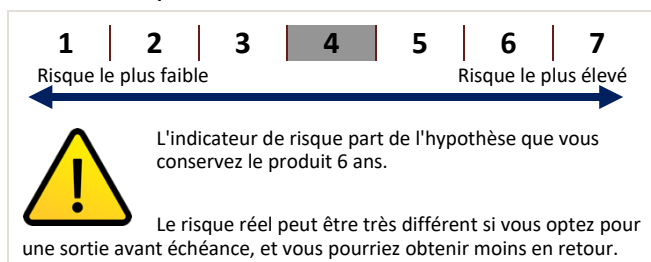 1 2 3 4 5 6 7
Risque le plus faible Risque le plus élevé
L'indicateur de risque part de l'hypothèse que vous
conservez le produit 6 ans.
Le risque réel peut être très différent si vous optez pour
une sortie avant échéance, et vous pourriez obtenir moins en retour.